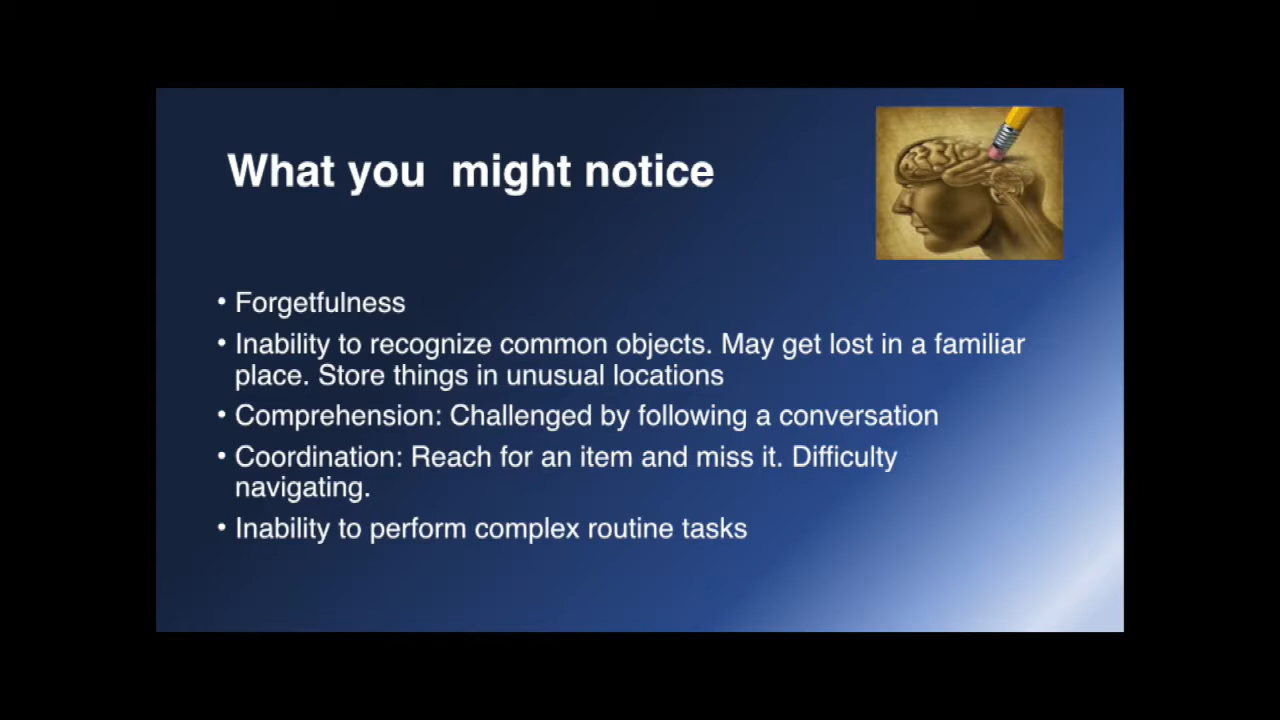 What you  might notice
• Forgetfulness
• Inability to recognize common objects. May get lost in a familiar
place. Store things in unusual locations
• Comprehension: Challenged by following a conversation
• Coordination: Reach for an item and miss it. Difficulty
navigating.
• Inability to perform complex routine tasks